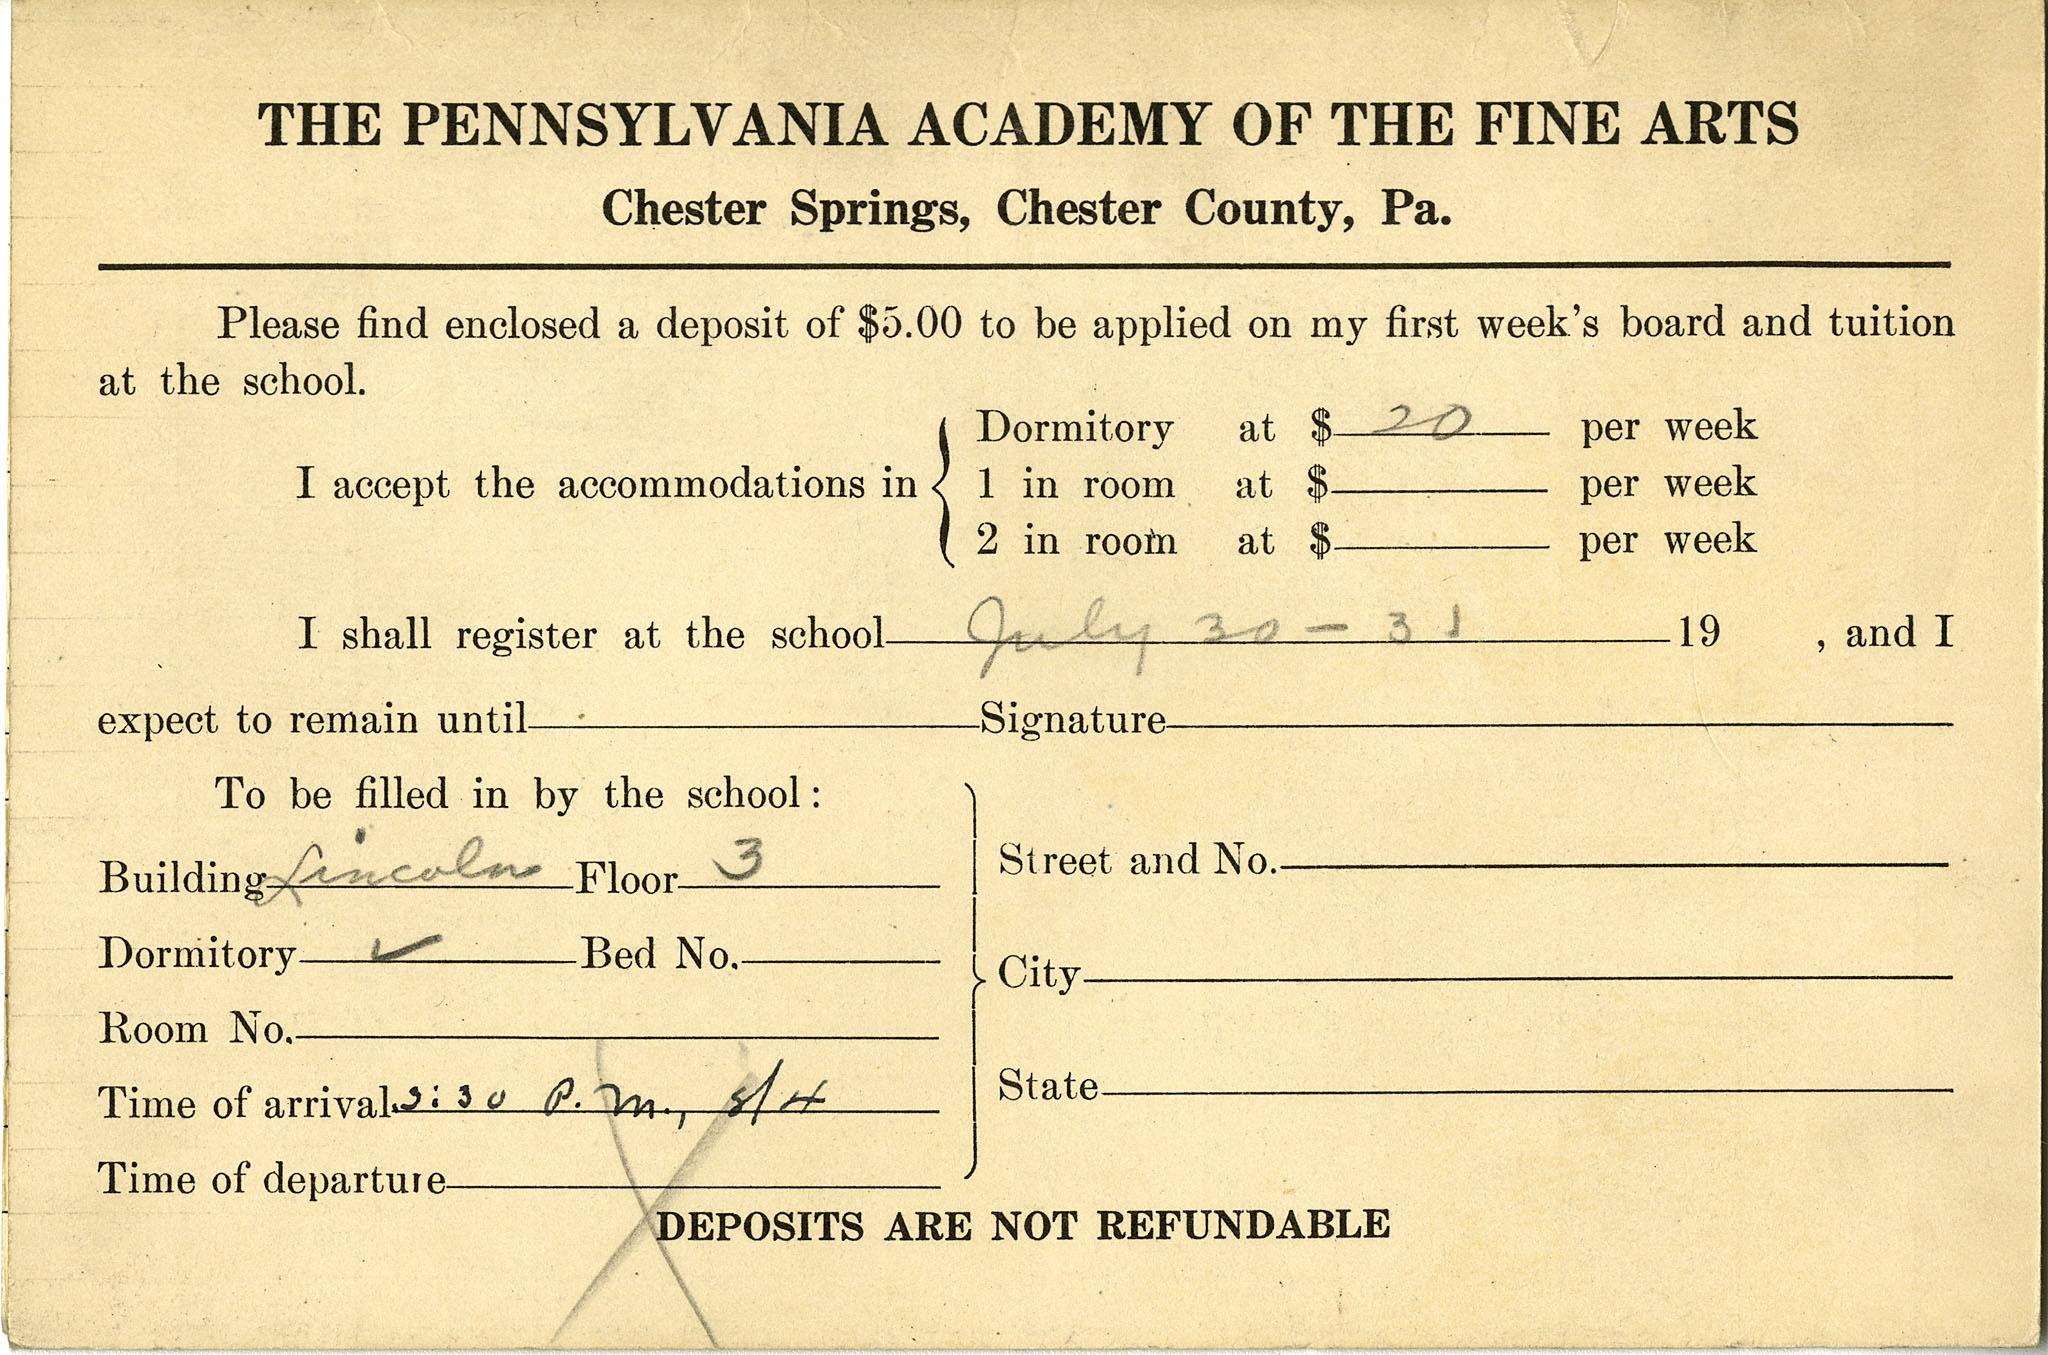 THE PENNSYLVANIA ACADEMY OF THE FINE ARTS
Chester Springs, Chester County, Pa.
Please find enclosed a deposit of $5.00 to be applied on my first week's board and tuition
at the school.
I accept the accommodations in
Dormitory at $ 20 per week
1 in room at $ per week
2 in room at $ per week
I shall register at the school July 30 - 31 19 , and I
expect to remain until Signature
To be filled in by the school:
Building Lincoln Floor 3
Dormitory ✓ Bed No.
Room No.
Time of arrival :30 P.M., 8/4
Time of departure
Street and No.
City
State
DEPOSITS ARE NOT REFUNDABLE